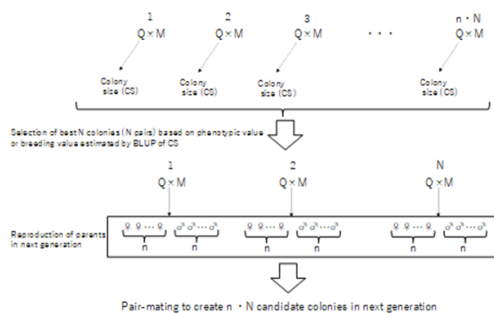 1 2 3 n・N
Q×M Q×M Q×M ・・・ Q×M
Colony size (CS) Colony size (CS) Colony size (CS) Colony size (CS)
Selection of best N colonies (N pairs) based on phenotypic value
or breeding value estimated by BLUP of CS
1 2 N
Q×M Q×M Q×M
Reproduction of parents
in next generation
♀ ♀ ··· ♀ ♂ ♂ ··· ♂ ♀ ♀ ··· ♀ ♂ ♂ ··· ♂ ♀ ♀ ··· ♀ ♂ ♂ ··· ♂
n n n n n n
Pair-mating to create n・N candidate colonies in next generation